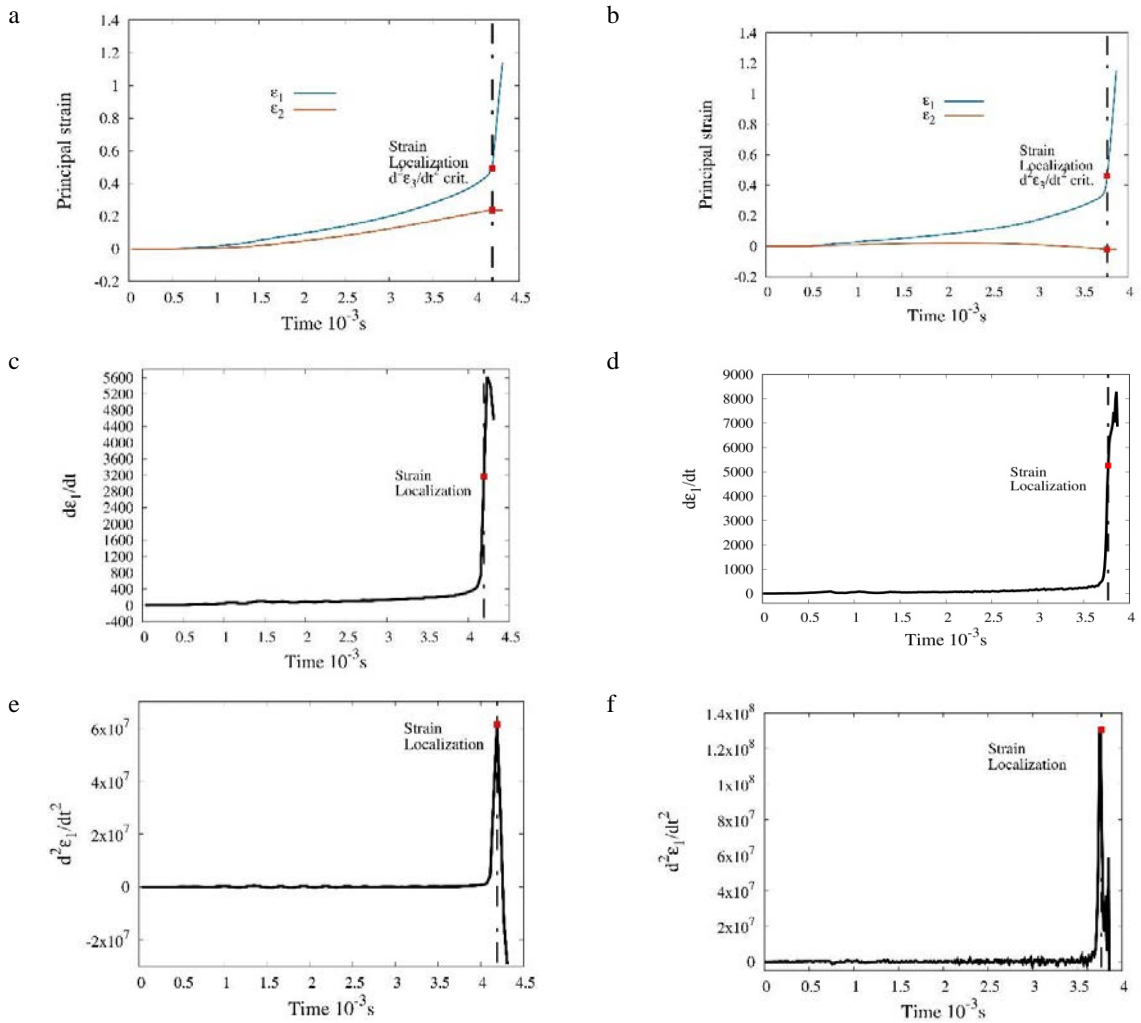 a
1.4
1.2
1
0.8
0.6
0.4
0.2
0
-0.2
Principal strain
ε1
ε2
Strain
Localization
d²ε3/dt² crit.
0 0.5 1 1.5 2 2.5 3 3.5 4 4.5
Time 10⁻³s
b
1.4
1.2
1
0.8
0.6
0.4
0.2
0
-0.2
Principal strain
ε1
ε2
Strain
Localization
d²ε3/dt² crit.
0 0.5 1 1.5 2 2.5 3 3.5 4
Time 10⁻³s
c
5600
5200
4800
4400
4000
3600
3200
2800
2400
2000
1600
1200
800
400
0
-400
dε1/dt
Strain
Localization
0 0.5 1 1.5 2 2.5 3 3.5 4 4.5
Time 10⁻³s
d
9000
8000
7000
6000
5000
4000
3000
2000
1000
0
dε1/dt
Strain
Localization
0 0.5 1 1.5 2 2.5 3 3.5 4
Time 10⁻³s
e
6x10⁷
4x10⁷
2x10⁷
0
-2x10⁷
d²ε1/dt²
Strain
Localization
0 0.5 1 1.5 2 2.5 3 3.5 4 4.5
Time 10⁻³s
f
1.4x10⁸
1.2x10⁸
1x10⁸
8x10⁷
6x10⁷
4x10⁷
2x10⁷
0
d²ε1/dt²
Strain
Localization
0 0.5 1 1.5 2 2.5 3 3.5 4
Time 10⁻³s